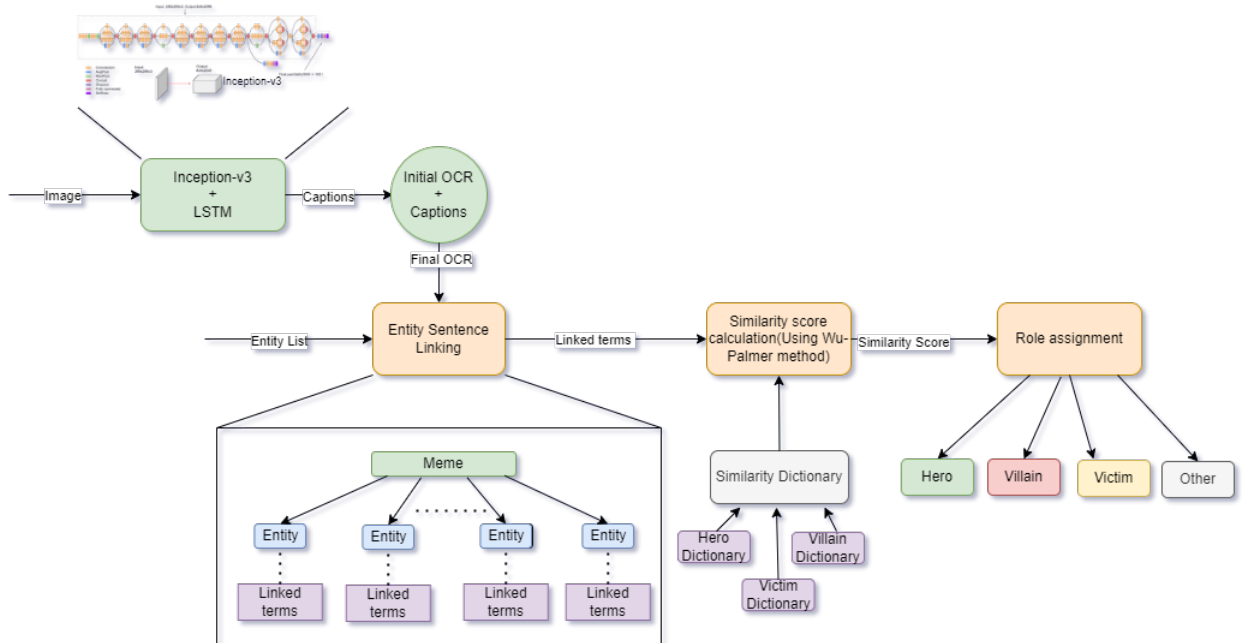 Inception-v3
Inception-v3
+
LSTM
Image
Captions
Initial OCR
+
Captions
Final OCR
Entity List
Entity Sentence
Linking
Linked terms
Similarity score
calculation(Using Wu-
Palmer method)
Similarity Score
Role assignment
Meme
Entity
Entity
Entity
Entity
Linked
terms
Linked
terms
Linked
terms
Linked
terms
Similarity Dictionary
Hero
Dictionary
Victim
Dictionary
Villain
Dictionary
Hero
Villain
Victim
Other